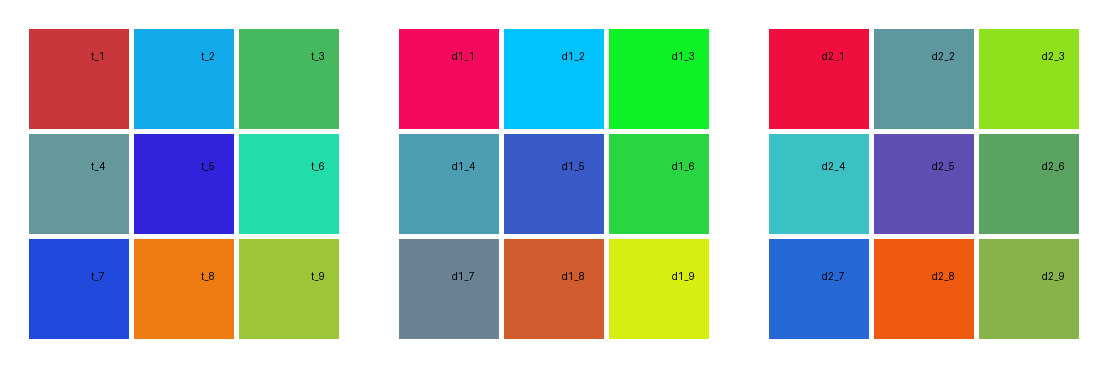 t_1 t_2 t_3 d1_1 d1_2 d1_3 d2_1 d2_2 d2_3
t_4 t_5 t_6 d1_4 d1_5 d1_6 d2_4 d2_5 d2_6
t_7 t_8 t_9 d1_7 d1_8 d1_9 d2_7 d2_8 d2_9